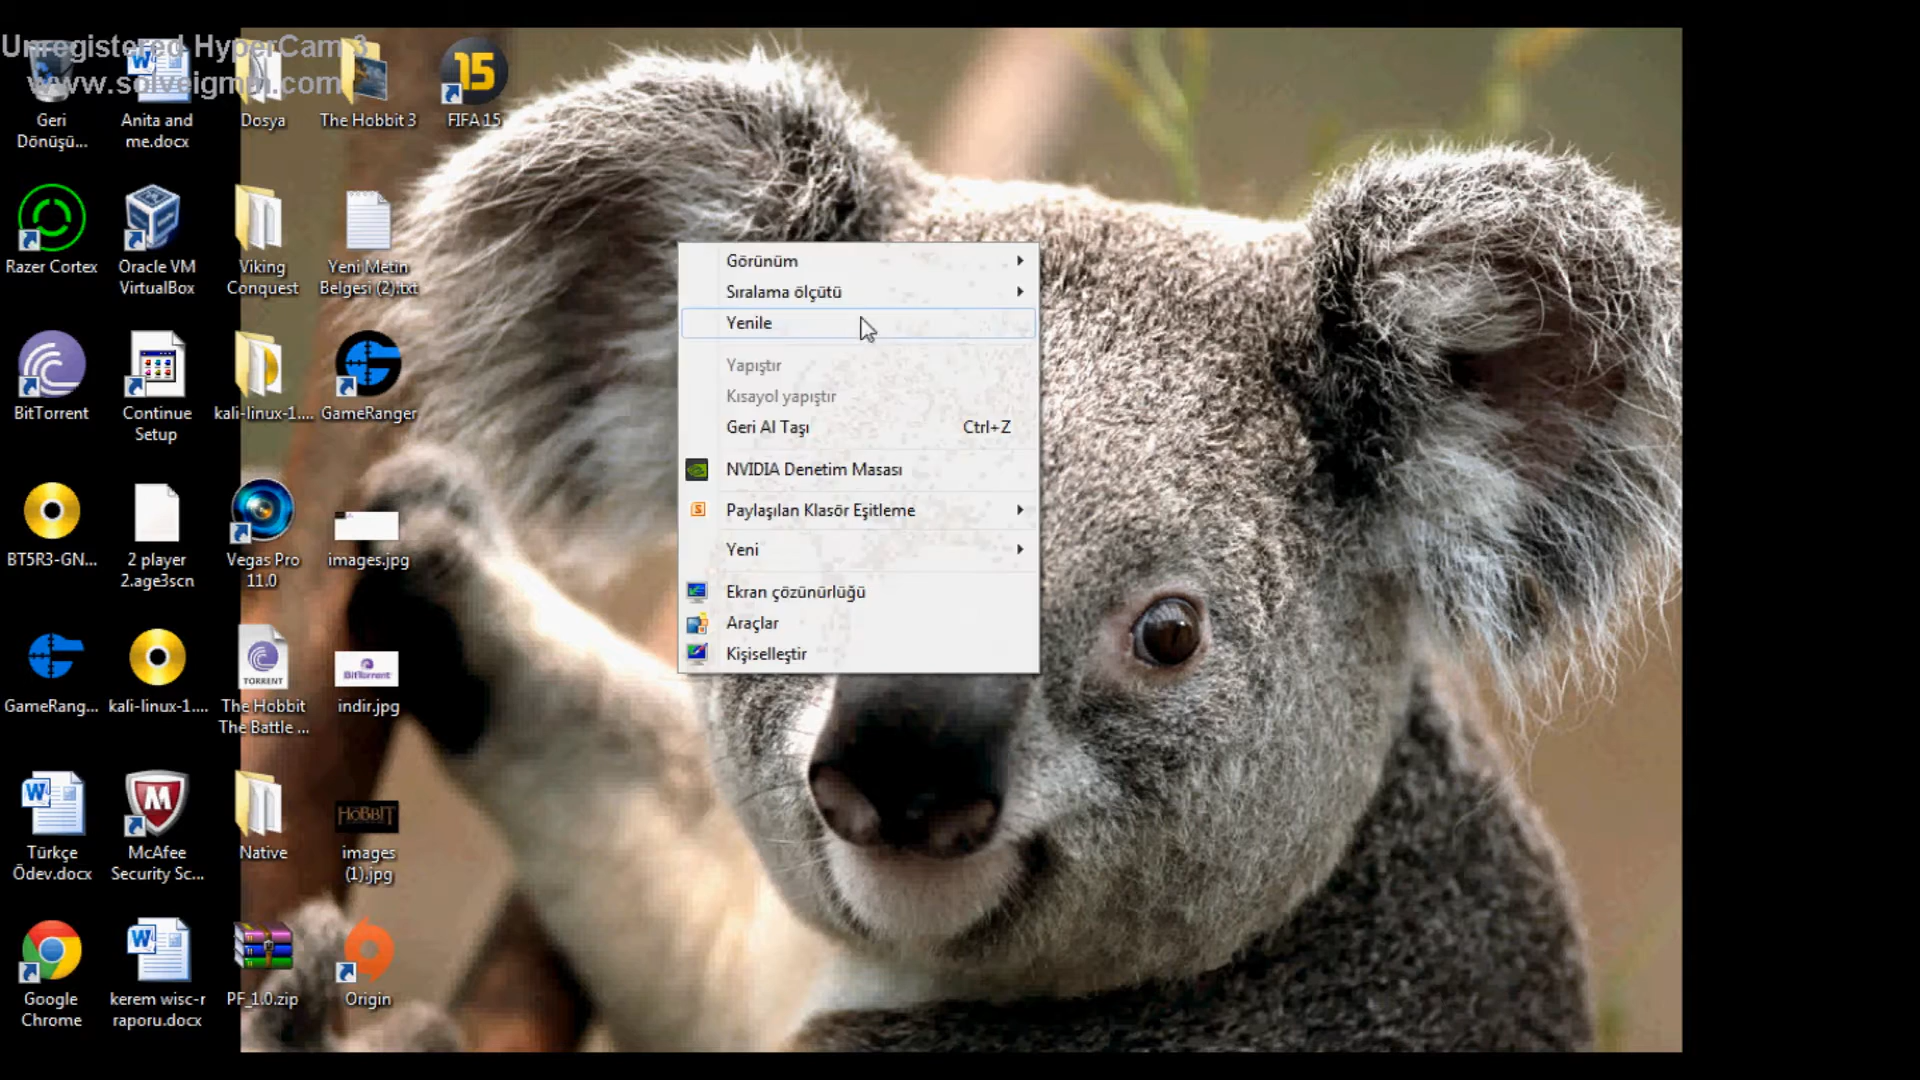 Unregistered HyperCam 3
www.solveigmm.com
Geri
Dönüşü...
Anita and
me.docx
Dosya
The Hobbit 3
15
FIFA 15
Razer Cortex
Oracle VM
VirtualBox
Viking
Conquest
Yeni Metin
Belgesi (2).txt
BitTorrent
Continue
Setup
kali-linux-1....
GameRanger
BT5R3-GN...
2 player
2.age3scn
Vegas Pro
11.0
images.jpg
GameRang...
kali-linux-1....
TORRENT
The Hobbit
The Battle ...
BitTorrent
indir.jpg
Türkçe
Ödev.docx
McAfee
Security Sc...
Native
HOBBIT
images
(1).jpg
Google
Chrome
kerem wisc-r
raporu.docx
PF_1.0.zip
Origin
Görünüm
Sıralama ölçütü
Yenile
Yapıştır
Kısayol yapıştır
Geri Al Taşı Ctrl+Z
NVIDIA Denetim Masası
Paylaşılan Klasör Eşitleme
Yeni
Ekran çözünürlüğü
Araçlar
Kişiselleştir